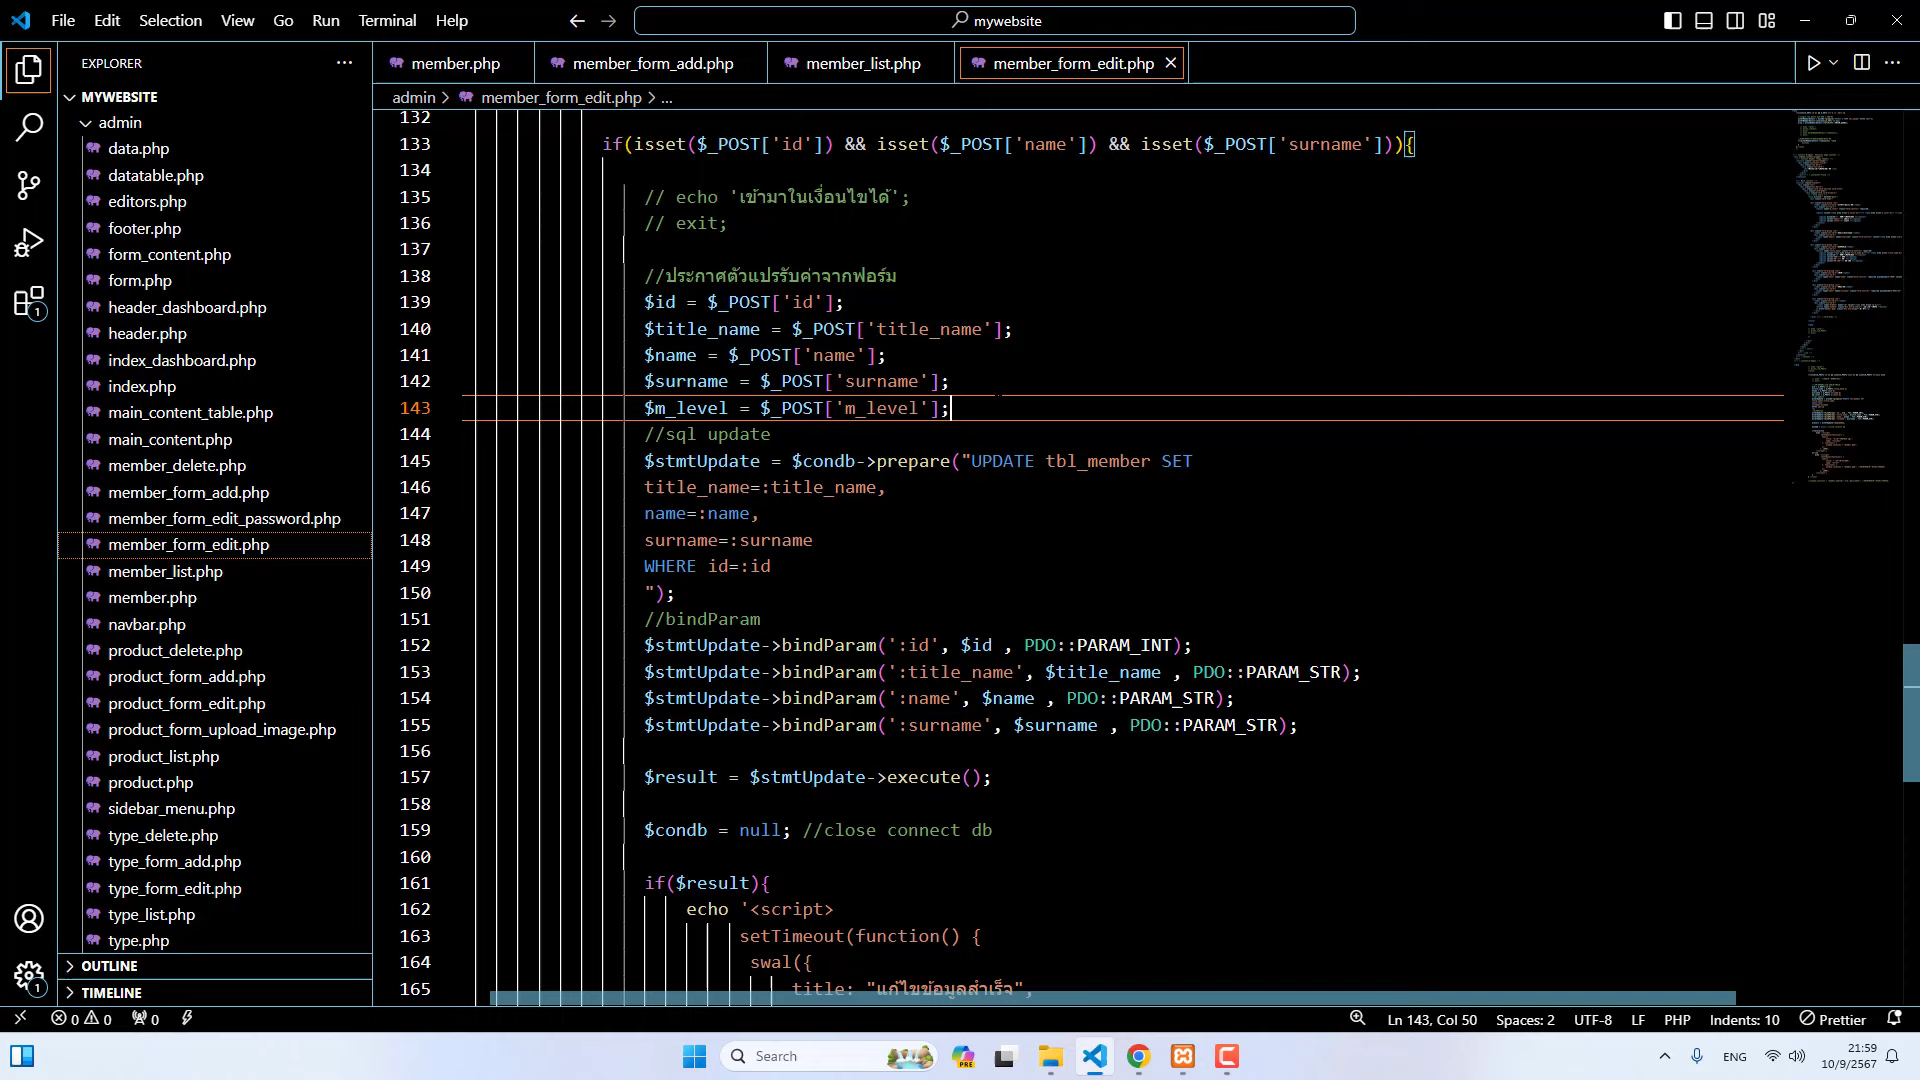 File Edit Selection View Go Run Terminal Help
mywebsite
EXPLORER
MYWEBSITE
admin
data.php
datatable.php
editors.php
footer.php
form_content.php
form.php
header_dashboard.php
header.php
index_dashboard.php
index.php
main_content_table.php
main_content.php
member_delete.php
member_form_add.php
member_form_edit_password.php
member_form_edit.php
member_list.php
member.php
navbar.php
product_delete.php
product_form_add.php
product_form_edit.php
product_form_upload_image.php
product_list.php
product.php
sidebar_menu.php
type_delete.php
type_form_add.php
type_form_edit.php
type_list.php
type.php
OUTLINE
TIMELINE
member.php member_form_add.php member_list.php member_form_edit.php
admin > member_form_edit.php > ...
132
133 if(isset($_POST['id']) && isset($_POST['name']) && isset($_POST['surname'])){
134
135 // echo 'เข้ามาในเงื่อนไขได้';
136 // exit;
137
138 //ประกาศตัวแปรรับค่าจากฟอร์ม
139 $id = $_POST['id'];
140 $title_name = $_POST['title_name'];
141 $name = $_POST['name'];
142 $surname = $_POST['surname'];
143 $m_level = $_POST['m_level'];
144 //sql update
145 $stmtUpdate = $condb->prepare("UPDATE tbl_member SET
146 title_name=:title_name,
147 name=:name,
148 surname=:surname
149 WHERE id=:id
150 ");
151 //bindParam
152 $stmtUpdate->bindParam(':id', $id , PDO::PARAM_INT);
153 $stmtUpdate->bindParam(':title_name', $title_name , PDO::PARAM_STR);
154 $stmtUpdate->bindParam(':name', $name , PDO::PARAM_STR);
155 $stmtUpdate->bindParam(':surname', $surname , PDO::PARAM_STR);
156
157 $result = $stmtUpdate->execute();
158
159 $condb = null; //close connect db
160
161 if($result){
162 echo '<script>
163 setTimeout(function() {
164 swal({
165 title: "แก้ไขข้อมูลสำเร็จ",
0 0 0 Ln 143, Col 50 Spaces: 2 UTF-8 LF PHP Indents: 10 Prettier
Search ENG 21:59
10/9/2567